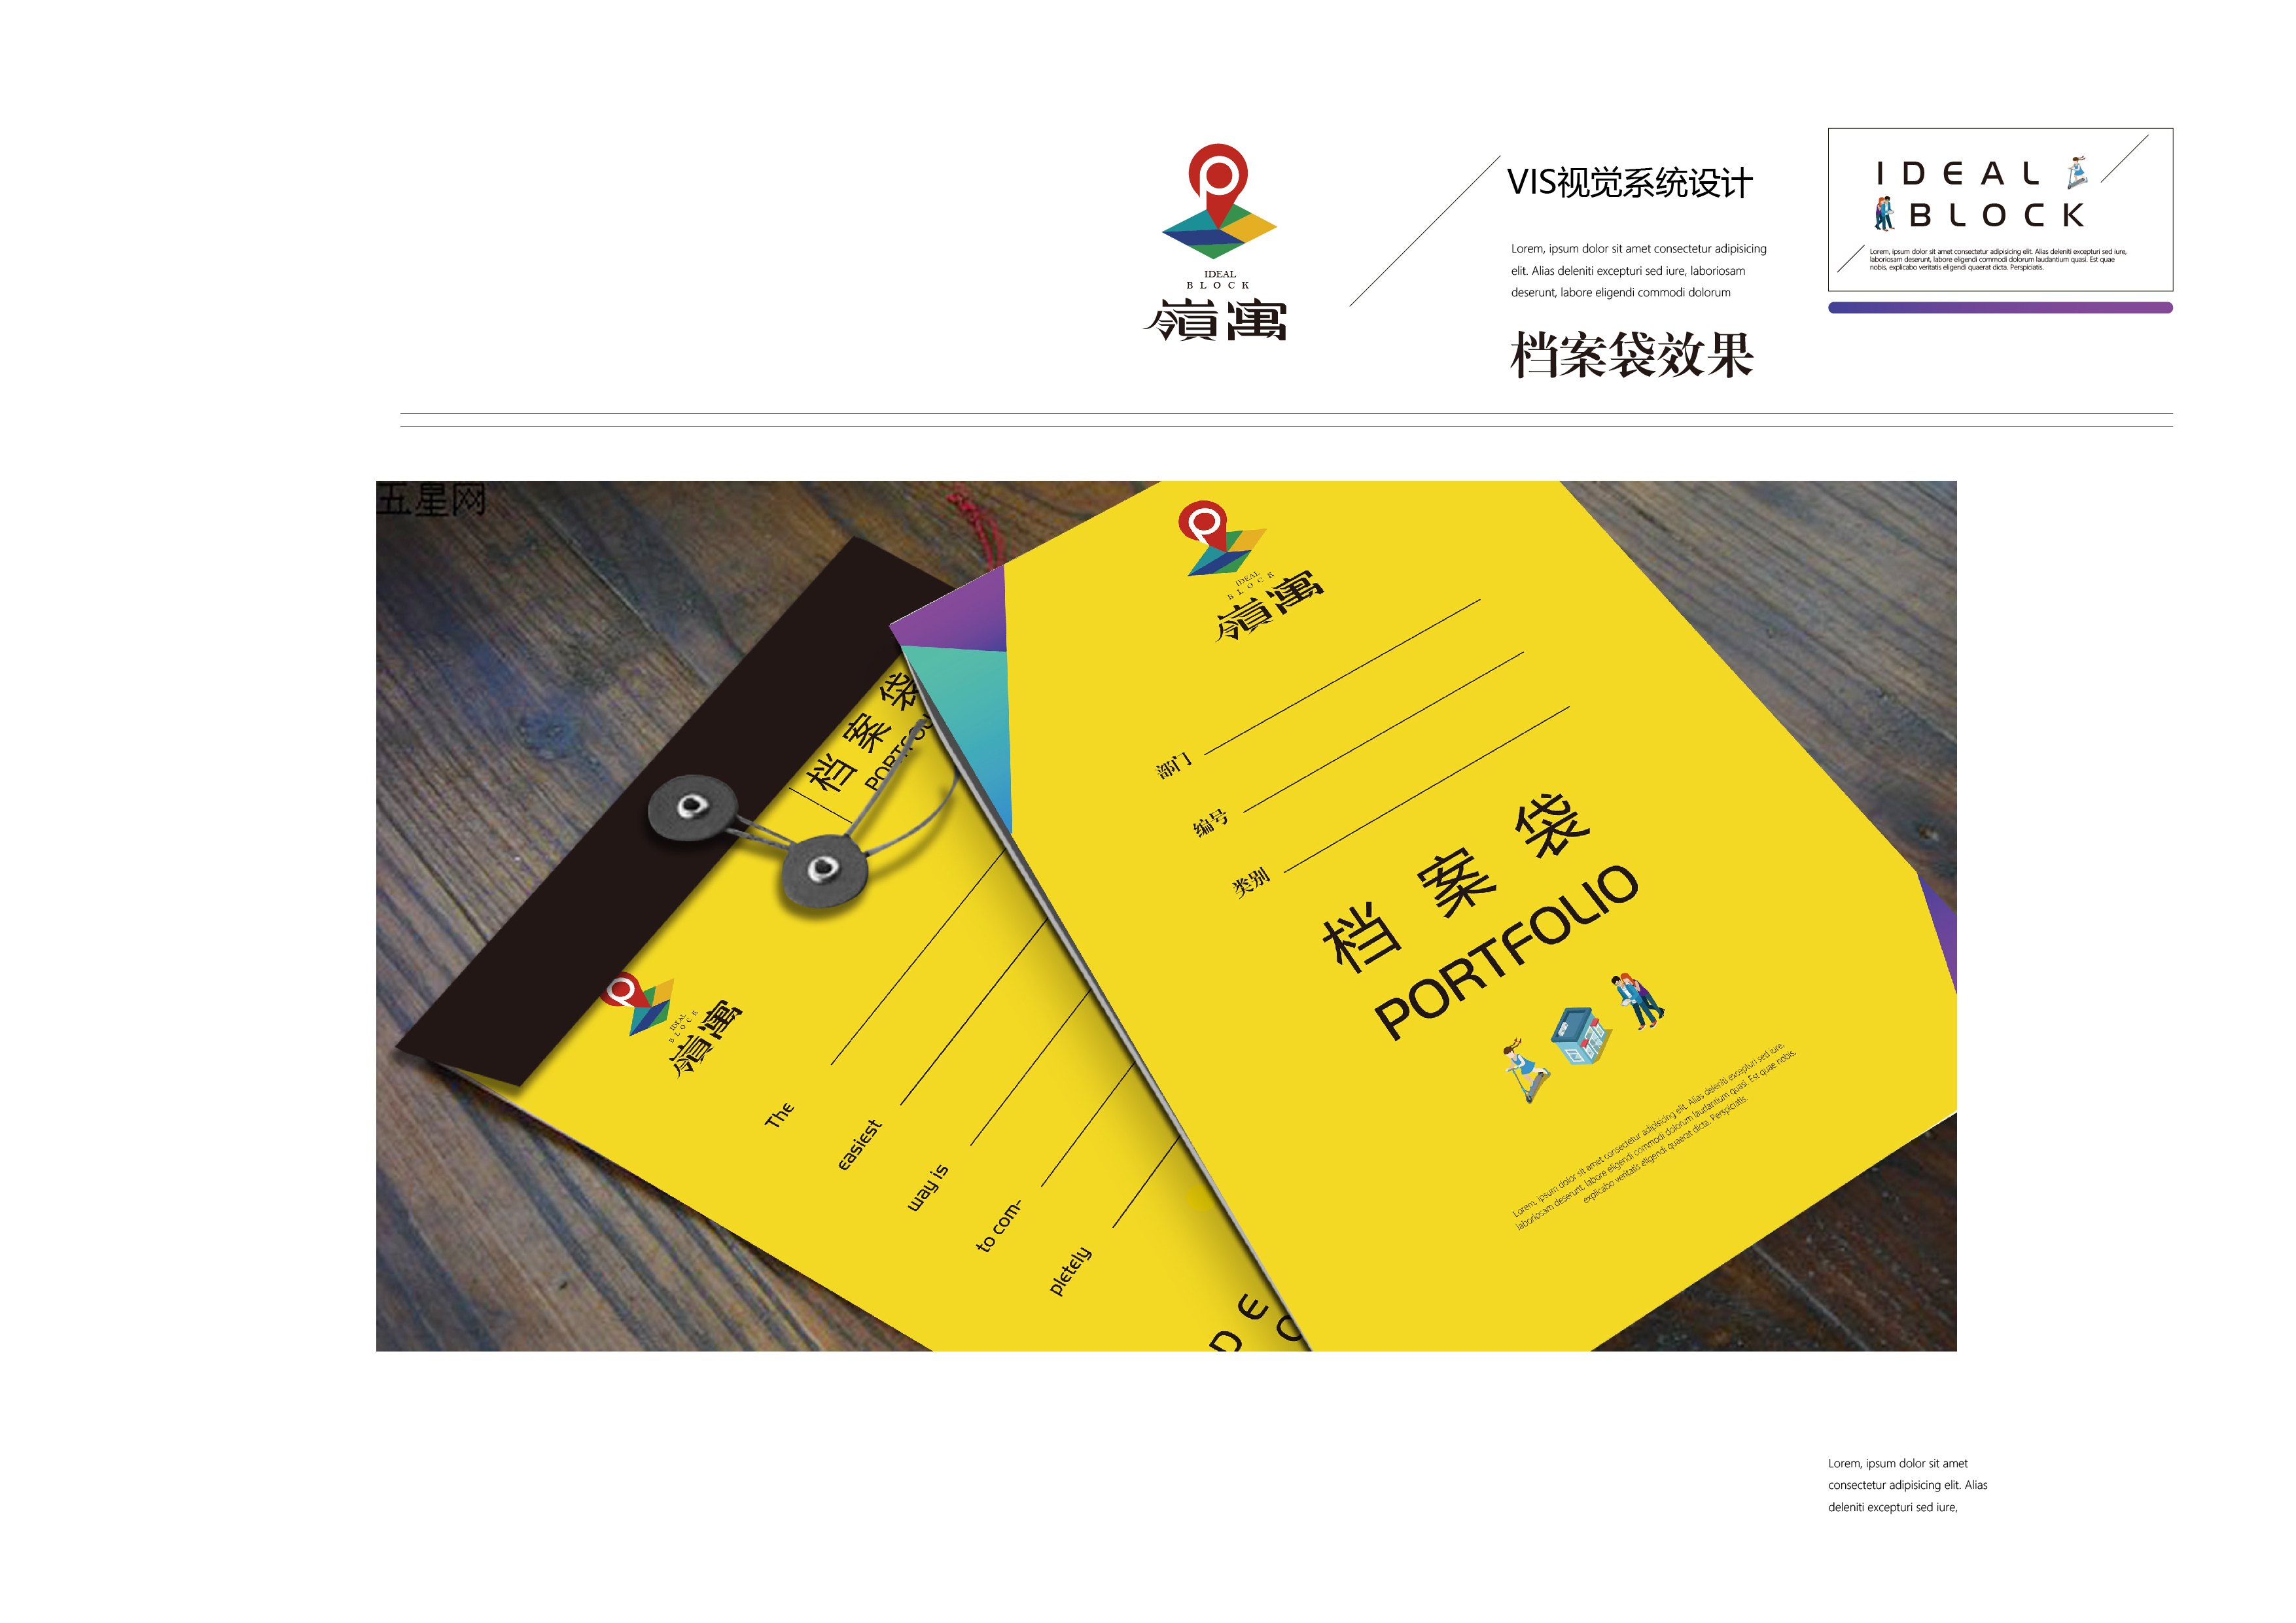 IDEAL
BLOCK
嶺寓
VIS视觉系统设计
Lorem, ipsum dolor sit amet consectetur adipisicing
elit. Alias deleniti excepturi sed iure, laboriosam
deserunt, labore eligendi commodi dolorum
档案袋效果
IDEAL
BLOCK
Lorem, ipsum dolor sit amet consectetur adipisicing elit. Alias deleniti excepturi sed iure,
laboriosam deserunt, labore eligendi commodi dolorum laudantium quasi. Est quae
nobis, explicabo veritatis eligendi quaerat dicta. Perspiciatis.
五星网
档案袋
PORTFOL
IDEAL
BLOCK
嶺寓
The
easiest
way is
to com-
pletely
D E
IDEAL
BLOCK
嶺寓
部门
编号
类别
档案袋
PORTFOLIO
Lorem, ipsum dolor sit amet consectetur adipisicing elit. Alias deleniti excepturi sed iure,
laboriosam deserunt, labore eligendi commodi dolorum laudantium quasi. Est quae nobis,
explicabo veritatis eligendi quaerat dicta. Perspiciatis.
Lorem, ipsum dolor sit amet
consectetur adipisicing elit. Alias
deleniti excepturi sed iure,